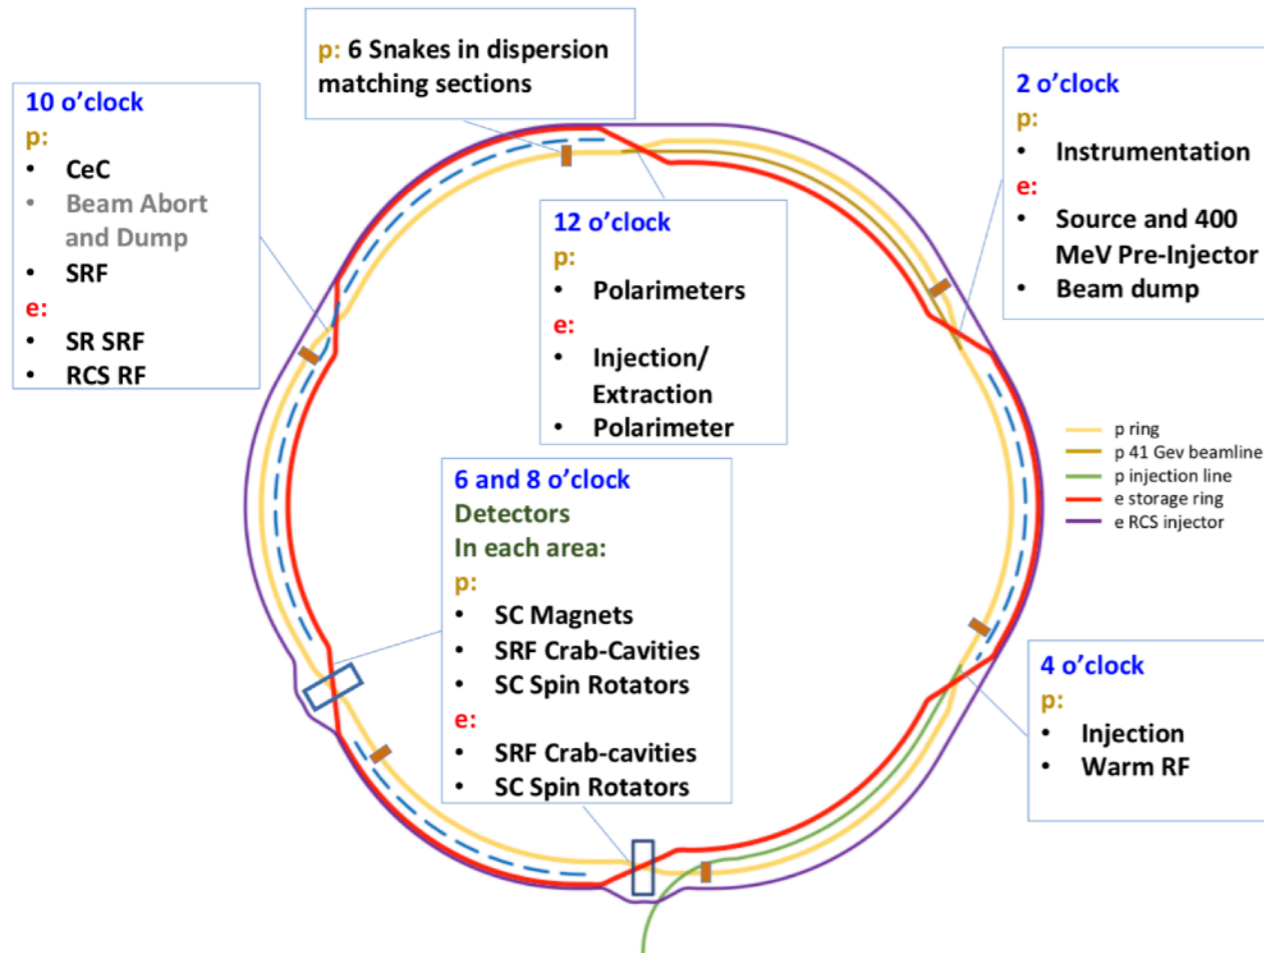 p: 6 Snakes in dispersion
matching sections
10 o’clock
p:
• CeC
• Beam Abort
and Dump
• SRF
e:
• SR SRF
• RCS RF
2 o’clock
p:
• Instrumentation
e:
• Source and 400
MeV Pre-Injector
• Beam dump
12 o’clock
p:
• Polarimeters
e:
• Injection/
Extraction
• Polarimeter
p ring
p 41 Gev beamline
p injection line
e storage ring
e RCS injector
6 and 8 o’clock
Detectors
In each area:
p:
• SC Magnets
• SRF Crab-Cavities
• SC Spin Rotators
e:
• SRF Crab-cavities
• SC Spin Rotators
4 o’clock
p:
• Injection
• Warm RF